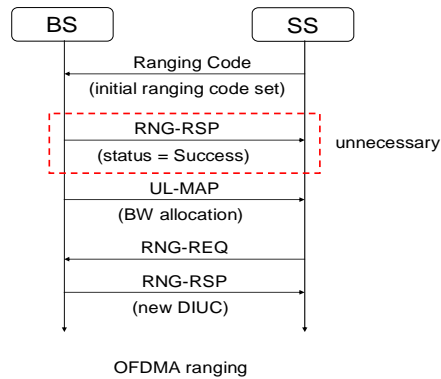 BS
SS
Ranging Code
(initial ranging code set)
RNG-RSP
(status = Success)
unnecessary
UL-MAP
(BW allocation)
RNG-REQ
RNG-RSP
(new DIUC)
OFDMA ranging